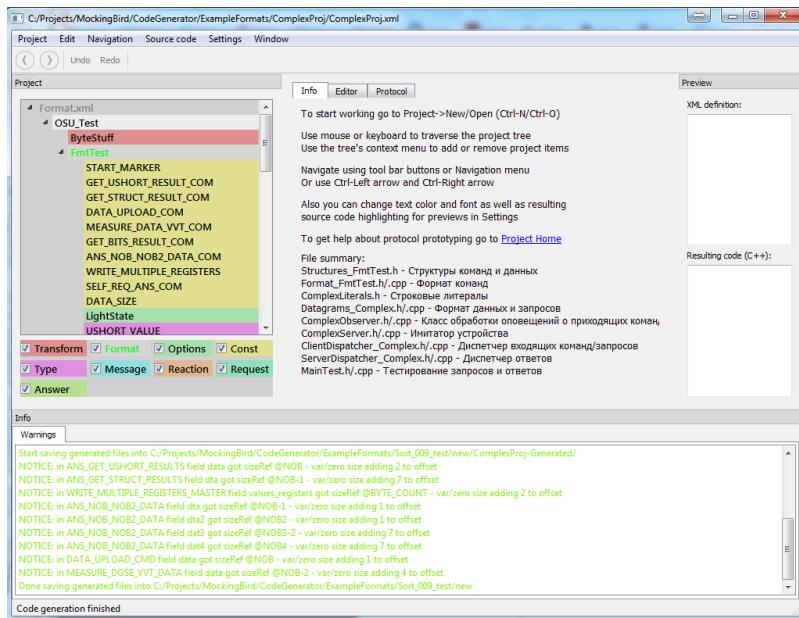 C:/Projects/MockingBird/CodeGenerator/ExampleFormats/ComplexProj/ComplexProj.xml
Project Edit Navigation Source code Settings Window
Undo Redo
Project
Format.xml
OSU_Test
ByteStuff
FmtTest
START_MARKER
GET_USHORT_RESULT_COM
GET_STRUCT_RESULT_COM
DATA_UPLOAD_COM
MEASURE_DATA_VVT_COM
GET_BITS_RESULT_COM
ANS_NOB_NOB2_DATA_COM
WRITE_MULTIPLE_REGISTERS
SELF_REQ_ANS_COM
DATA_SIZE
LightState
USHORT VALUE
Transform Format Options Const
Type Message Reaction Request
Answer
Info Editor Protocol
To start working go to Project->New/Open (Ctrl-N/Ctrl-O)
Use mouse or keyboard to traverse the project tree
Use the tree's context menu to add or remove project items
Navigate using tool bar buttons or Navigation menu
Or use Ctrl-Left arrow and Ctrl-Right arrow
Also you can change text color and font as well as resulting
source code highlighting for previews in Settings
To get help about protocol prototyping go to Project Home
File summary:
Structures_FmtTest.h - Структуры команд и данных
Format_FmtTest.h/.cpp - Формат команд
ComplexLiterals.h - Строковые литералы
Datagrams_Complex.h/.cpp - Формат данных и запросов
ComplexObserver.h/.cpp - Класс обработки оповещений о приходящих коман
ComplexServer.h/.cpp - Имитатор устройства
ClientDispatcher_Complex.h/.cpp - Диспетчер входящих команд/запросов
ServerDispatcher_Complex.h/.cpp - Диспетчер ответов
MainTest.h/.cpp - Тестирование запросов и ответов
Preview
XML definition:
Resulting code (C++):
Info
Warnings
Start saving generated files into C:/Projects/MockingBird/CodeGenerator/ExampleFormats/Sort_009_test/new/ComplexProj-Generated/
NOTICE: in ANS_GET_USHORT_RESULTS field data got sizeRef @NOB - var/zero size adding 2 to offset
NOTICE: in ANS_GET_STRUCT_RESULTS field dta got sizeRef @NOB-1 - var/zero size adding 7 to offset
NOTICE: in WRITE_MULTIPLE_REGISTERS_MASTER field values_registers got sizeRef @BYTE_COUNT - var/zero size adding 2 to offset
NOTICE: in ANS_NOB_NOB2_DATA field dta got sizeRef @NOB-1 - var/zero size adding 1 to offset
NOTICE: in ANS_NOB_NOB2_DATA field dta2 got sizeRef @NOB2 - var/zero size adding 1 to offset
NOTICE: in ANS_NOB_NOB2_DATA field dat3 got sizeRef @NOB3-2 - var/zero size adding 7 to offset
NOTICE: in ANS_NOB_NOB2_DATA field dat4 got sizeRef @NOB4 - var/zero size adding 7 to offset
NOTICE: in DATA_UPLOAD_CMD field data got sizeRef @NOB - var/zero size adding 1 to offset
NOTICE: in MEASURE_DOSE_VVT_DATA field data got sizeRef @NOB-2 - var/zero size adding 4 to offset
Done saving generated files into C:/Projects/MockingBird/CodeGenerator/ExampleFormats/Sort_009_test/new
Code generation finished